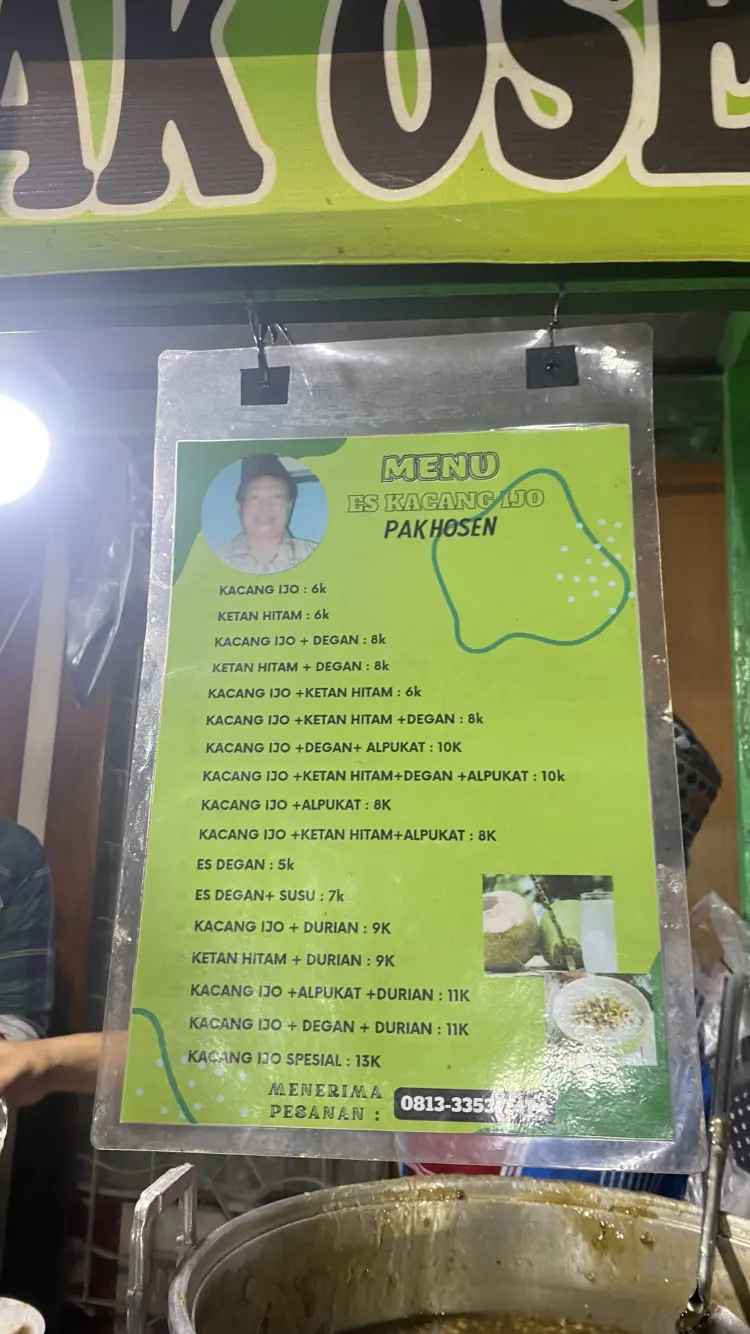 AK OSE
MENU
ES KACANG IJO
PAK HOSEN
KACANG IJO : 6k
KETAN HITAM : 6k
KACANG IJO + DEGAN : 8k
KETAN HITAM + DEGAN : 8k
KACANG IJO +KETAN HITAM : 6k
KACANG IJO +KETAN HITAM +DEGAN : 8k
KACANG IJO +DEGAN+ ALPUKAT : 10K
KACANG IJO +KETAN HITAM+DEGAN +ALPUKAT : 10k
KACANG IJO +ALPUKAT : 8K
KACANG IJO +KETAN HITAM+ALPUKAT : 8K
ES DEGAN : 5k
ES DEGAN+ SUSU : 7k
KACANG IJO + DURIAN : 9K
KETAN HITAM + DURIAN : 9K
KACANG IJO +ALPUKAT +DURIAN : 11K
KACANG IJO + DEGAN + DURIAN : 11K
KACANG IJO SPESIAL : 13K
MENERIMA
PESANAN : 0813-335